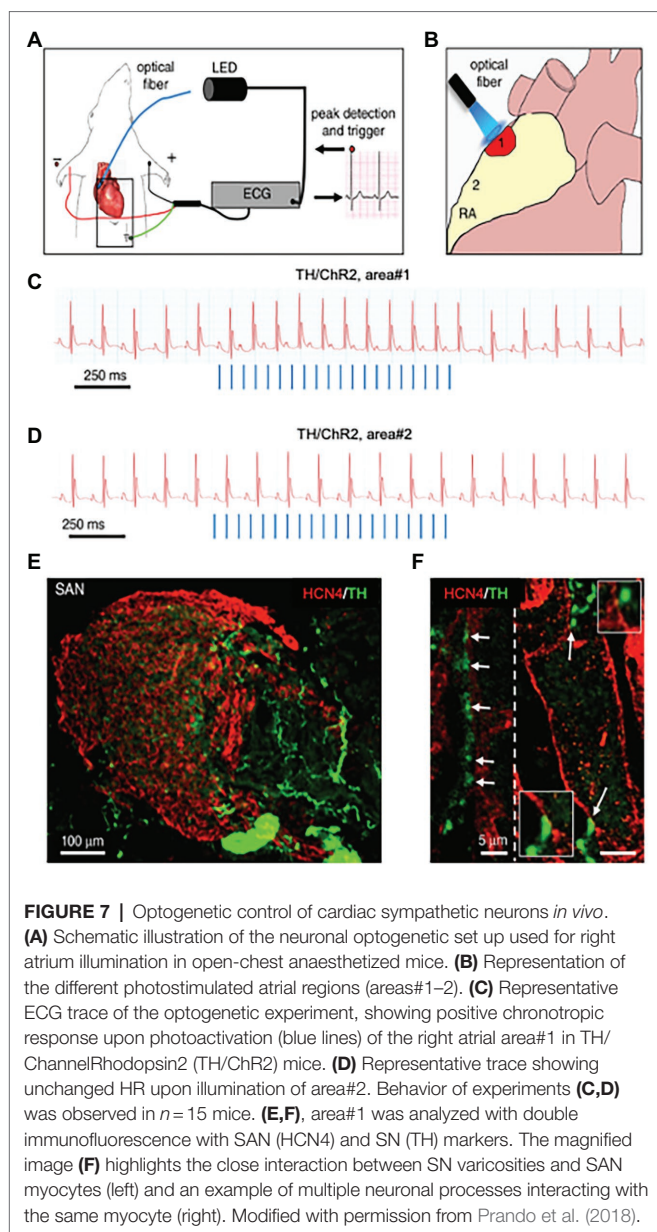 A
optical
fiber
LED
peak detection
and trigger
–
+
ECG
B
optical
fiber
1
2
RA
C
TH/ChR2, area#1
250 ms
D
TH/ChR2, area#2
250 ms
E
SAN
HCN4/TH
100 µm
F
HCN4/TH
5 µm
FIGURE 7 | Optogenetic control of cardiac sympathetic neurons in vivo.
(A) Schematic illustration of the neuronal optogenetic set up used for right
atrium illumination in open-chest anaesthetized mice. (B) Representation of
the different photostimulated atrial regions (areas#1–2). (C) Representative
ECG trace of the optogenetic experiment, showing positive chronotropic
response upon photoactivation (blue lines) of the right atrial area#1 in TH/
ChannelRhodopsin2 (TH/ChR2) mice. (D) Representative trace showing
unchanged HR upon illumination of area#2. Behavior of experiments (C,D)
was observed in n = 15 mice. (E,F), area#1 was analyzed with double
immunofluorescence with SAN (HCN4) and SN (TH) markers. The magnified
image (F) highlights the close interaction between SN varicosities and SAN
myocytes (left) and an example of multiple neuronal processes interacting with
the same myocyte (right). Modified with permission from Prando et al. (2018).